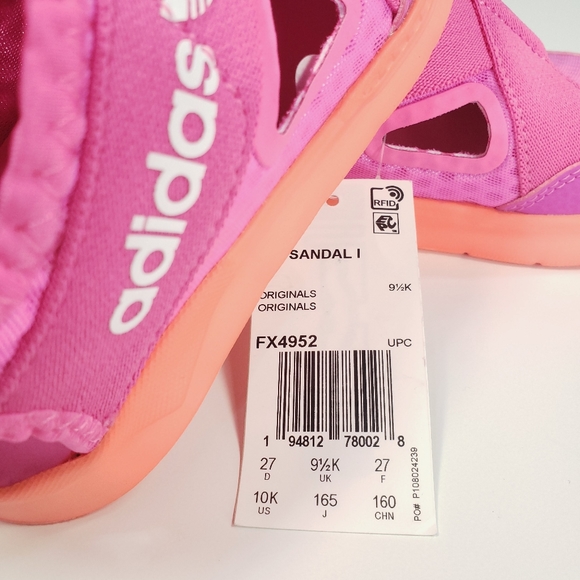 adidas
RFID
SANDAL I
ORIGINALS 9½K
ORIGINALS
FX4952 UPC
1 94812 78002 8
27 9½K 27
D UK F
10K 165 160
US J CHN
PO# P108024239